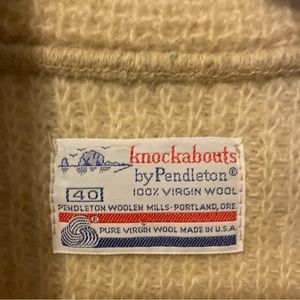 knockabouts
by Pendleton®
40
100% VIRGIN WOOL
PENDLETON WOOLEN MILLS-PORTLAND, ORE.
PURE VIRGIN WOOL MADE IN U.S.A.